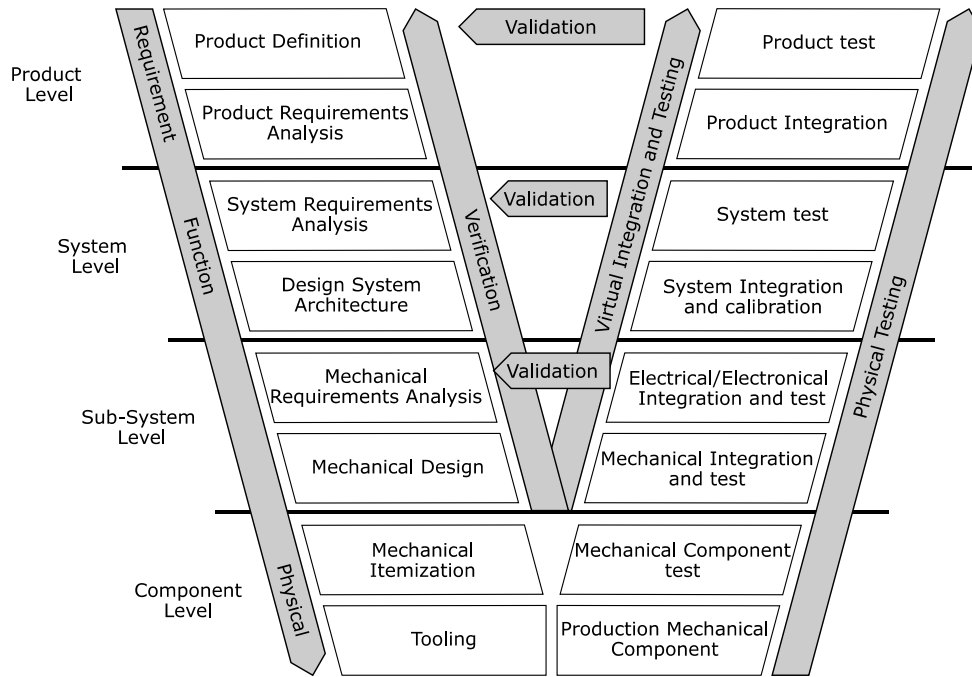 Product
Level
Requirement
Product Definition
Validation
Product test
Product Requirements
Analysis
Virtual Integration and Testing
Product Integration
System
Level
Function
System Requirements
Analysis
Verification
Validation
System test
Design System
Architecture
System Integration
and calibration
Physical Testing
Sub-System
Level
Mechanical
Requirements Analysis
Validation
Electrical/Electronical
Integration and test
Mechanical Design
Mechanical Integration
and test
Component
Level
Physical
Mechanical
Itemization
Mechanical Component
test
Tooling
Production Mechanical
Component